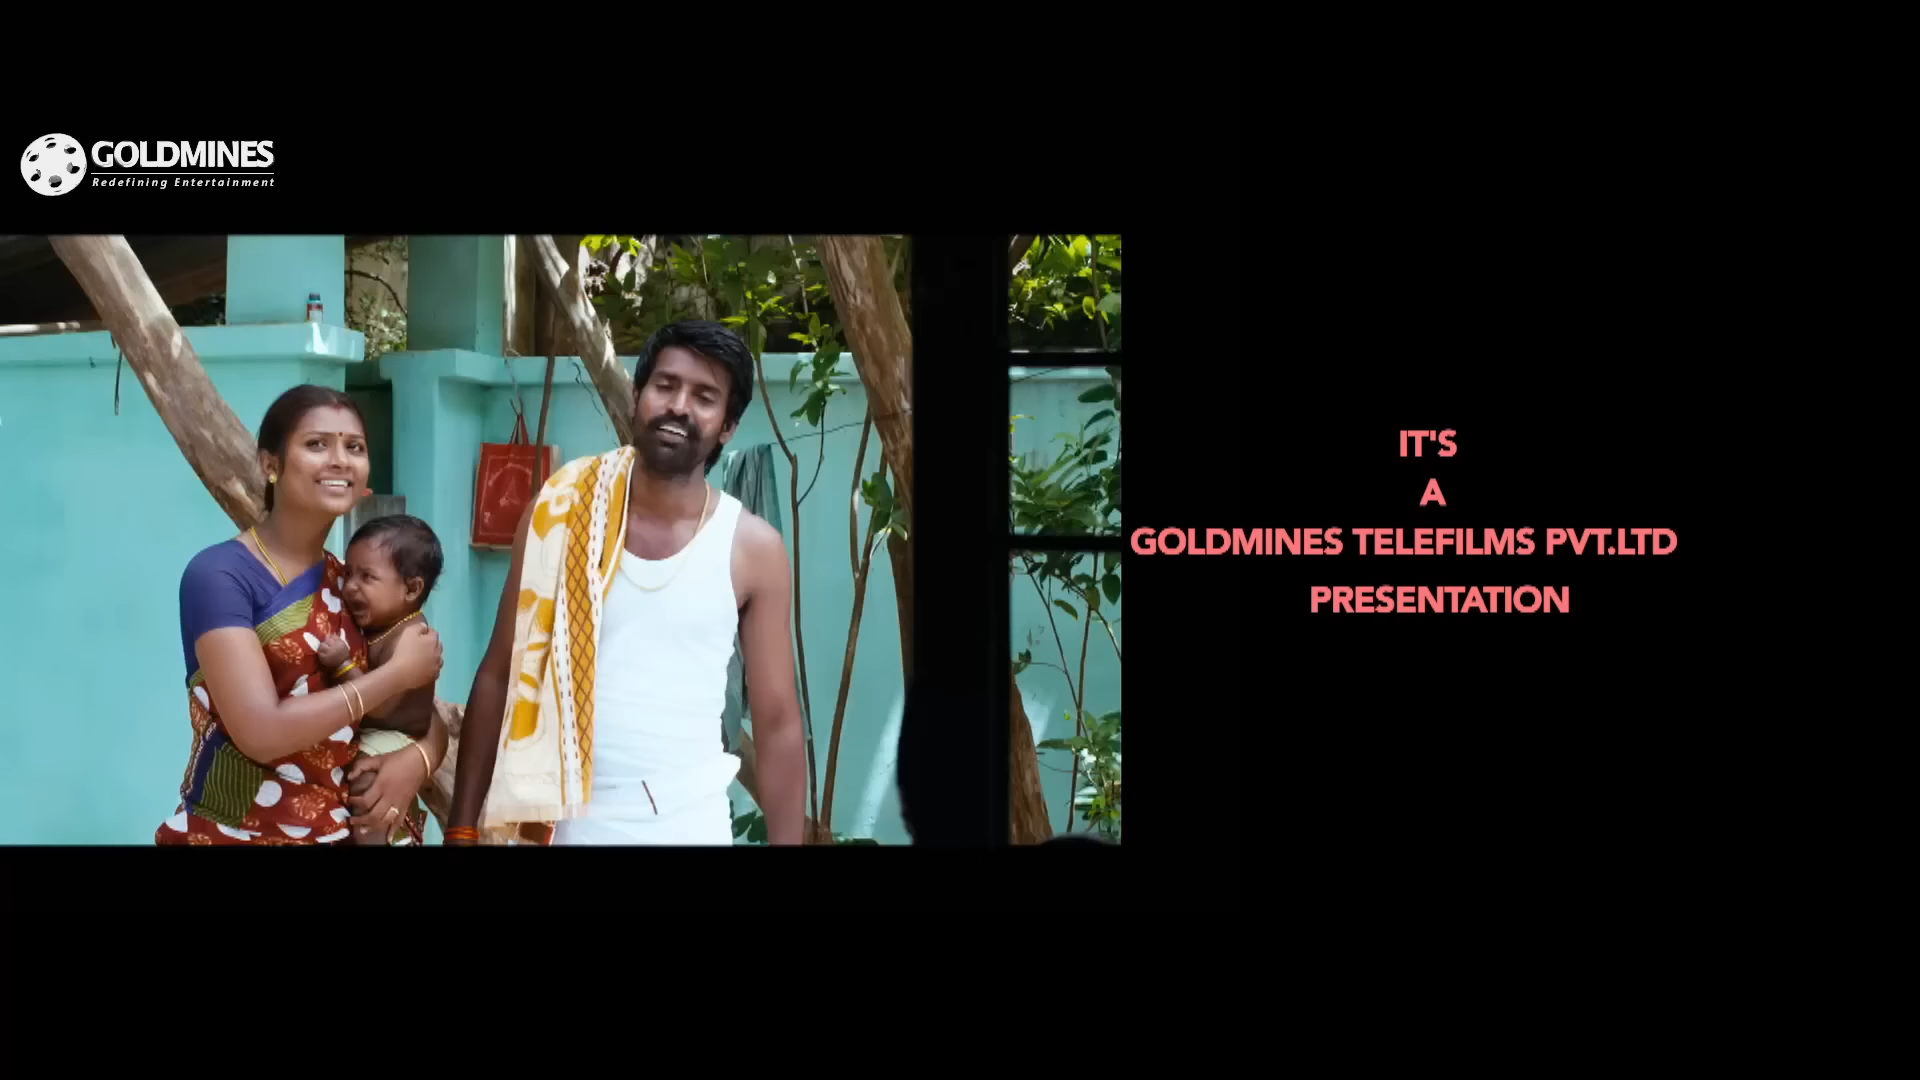 GOLDMINES
Redefining Entertainment
IT'S
A
GOLDMINES TELEFILMS PVT.LTD
PRESENTATION